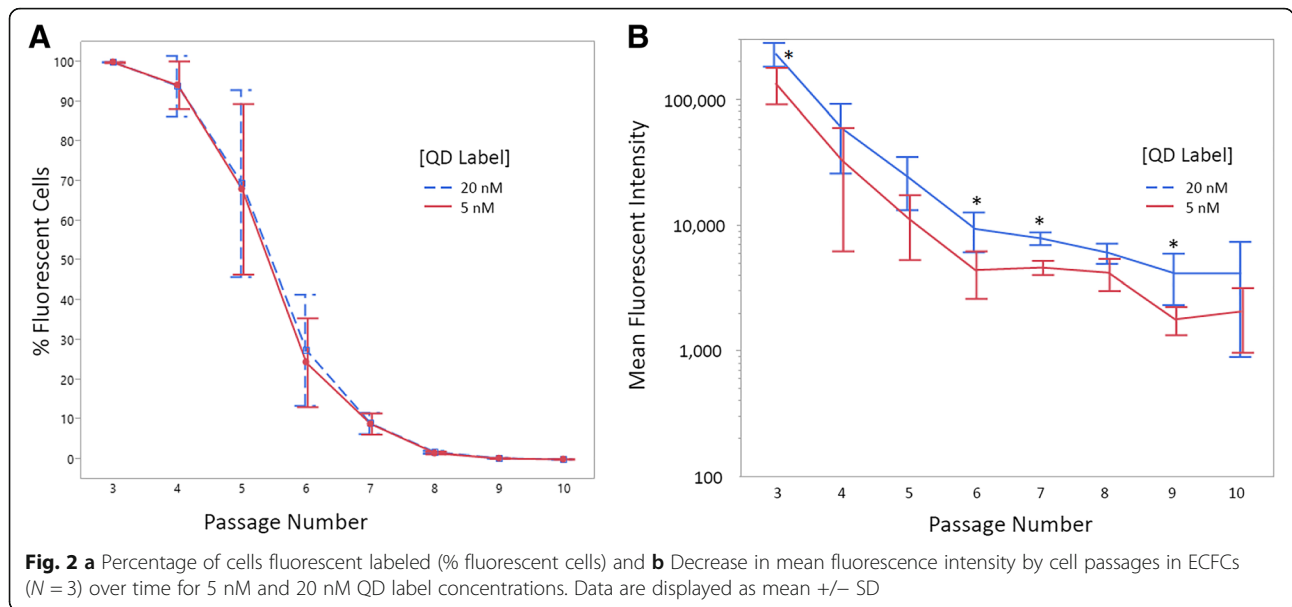 A
100
90
80
70
60
50
40
30
20
10
0
% Fluorescent Cells
[QD Label]
20 nM
5 nM
3 4 5 6 7 8 9 10
Passage Number
B
100,000
10,000
1,000
100
Mean Fluorescent Intensity
*
*
*
*
[QD Label]
20 nM
5 nM
3 4 5 6 7 8 9 10
Passage Number
Fig. 2 a Percentage of cells fluorescent labeled (% fluorescent cells) and b Decrease in mean fluorescence intensity by cell passages in ECFCs
(N = 3) over time for 5 nM and 20 nM QD label concentrations. Data are displayed as mean +/− SD